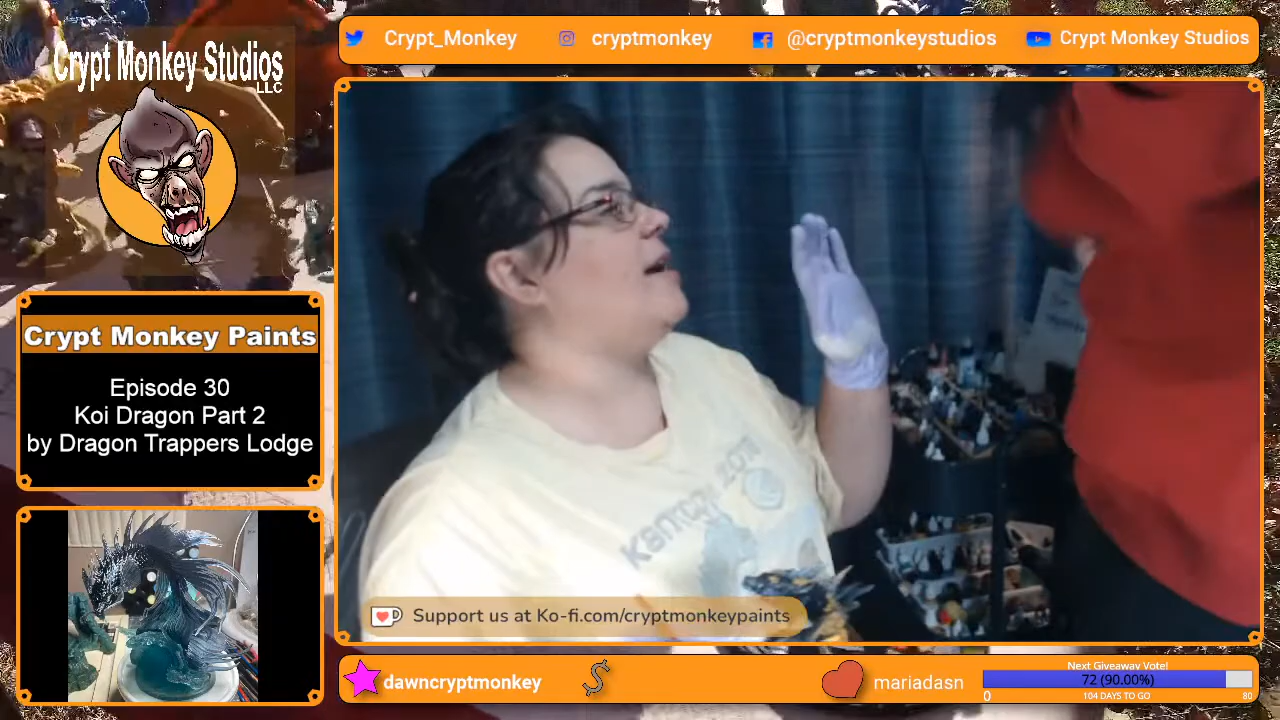 Crypt Monkey Studios
LLC
Crypt_Monkey
cryptmonkey
@cryptmonkeystudios
Crypt Monkey Studios
Crypt Monkey Paints
Episode 30
Koi Dragon Part 2
by Dragon Trappers Lodge
Support us at Ko-fi.com/cryptmonkeypaints
dawncryptmonkey
mariadasn
Next Giveaway Vote!
72 (90.00%)
0
104 DAYS TO GO
80